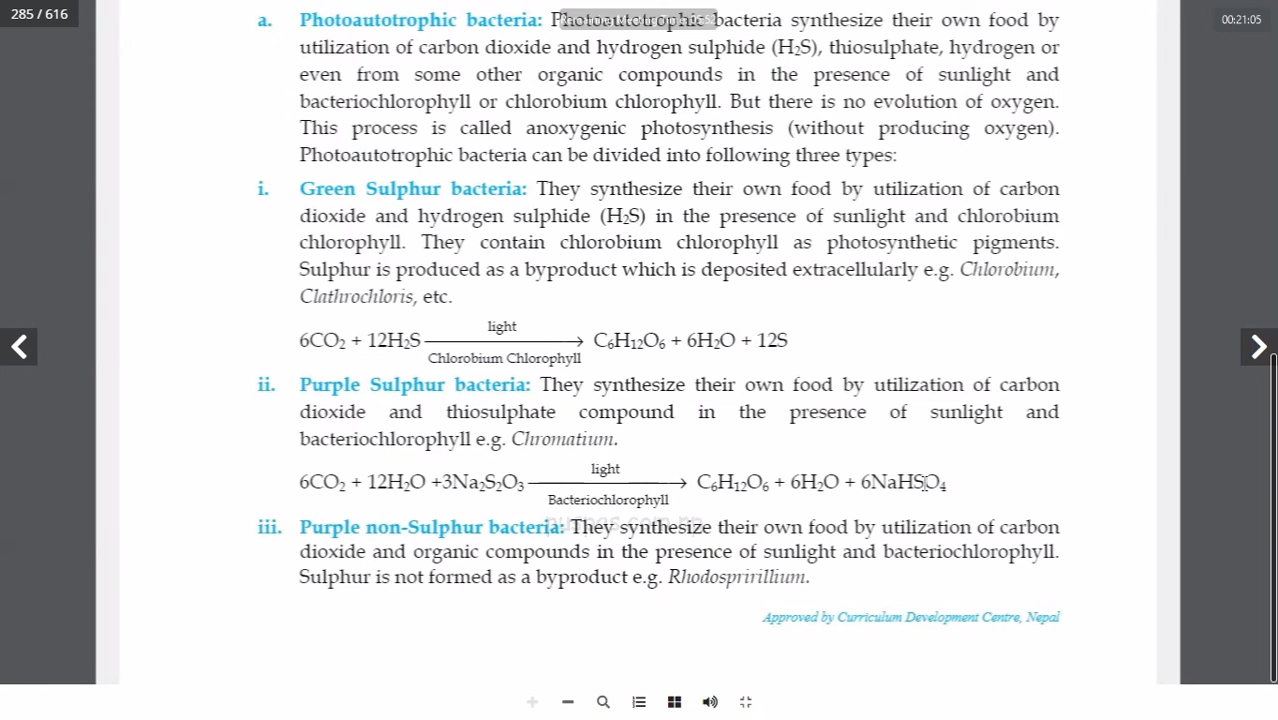 285 / 616
00:21:05
a. Photoautotrophic bacteria: Photoautotrophic bacteria synthesize their own food by
utilization of carbon dioxide and hydrogen sulphide (H₂S), thiosulphate, hydrogen or
even from some other organic compounds in the presence of sunlight and
bacteriochlorophyll or chlorobium chlorophyll. But there is no evolution of oxygen.
This process is called anoxygenic photosynthesis (without producing oxygen).
Photoautotrophic bacteria can be divided into following three types:
i. Green Sulphur bacteria: They synthesize their own food by utilization of carbon
dioxide and hydrogen sulphide (H₂S) in the presence of sunlight and chlorobium
chlorophyll. They contain chlorobium chlorophyll as photosynthetic pigments.
Sulphur is produced as a byproduct which is deposited extracellularly e.g. Chlorobium,
Clathrochloris, etc.
light
6CO₂ + 12H₂S ⟶ C₆H₁₂O₆ + 6H₂O + 12S
Chlorobium Chlorophyll
ii. Purple Sulphur bacteria: They synthesize their own food by utilization of carbon
dioxide and thiosulphate compound in the presence of sunlight and
bacteriochlorophyll e.g. Chromatium.
light
6CO₂ + 12H₂O +3Na₂S₂O₃ ⟶ C₆H₁₂O₆ + 6H₂O + 6NaHSO₄
Bacteriochlorophyll
iii. Purple non-Sulphur bacteria: They synthesize their own food by utilization of carbon
dioxide and organic compounds in the presence of sunlight and bacteriochlorophyll.
Sulphur is not formed as a byproduct e.g. Rhodospririllium.
Approved by Curriculum Development Centre, Nepal